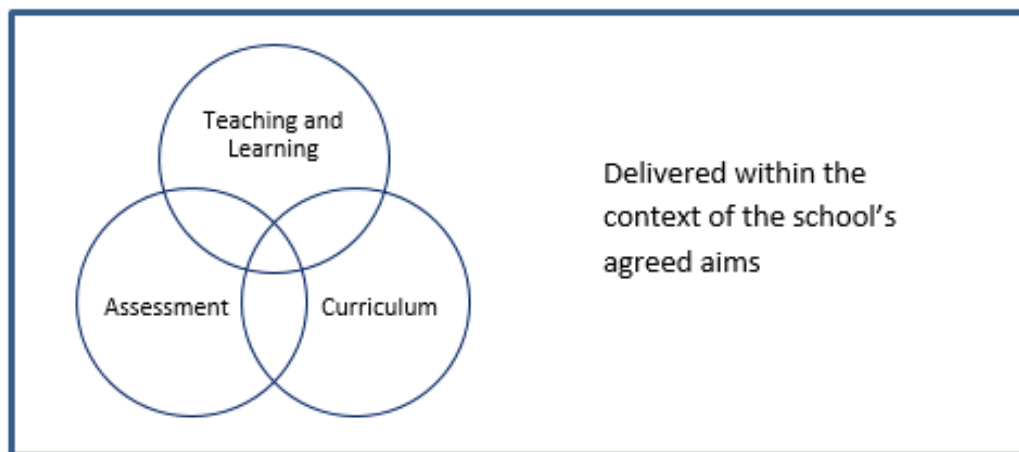 Teaching and
Learning
Delivered within the
context of the school’s
agreed aims
Assessment
Curriculum